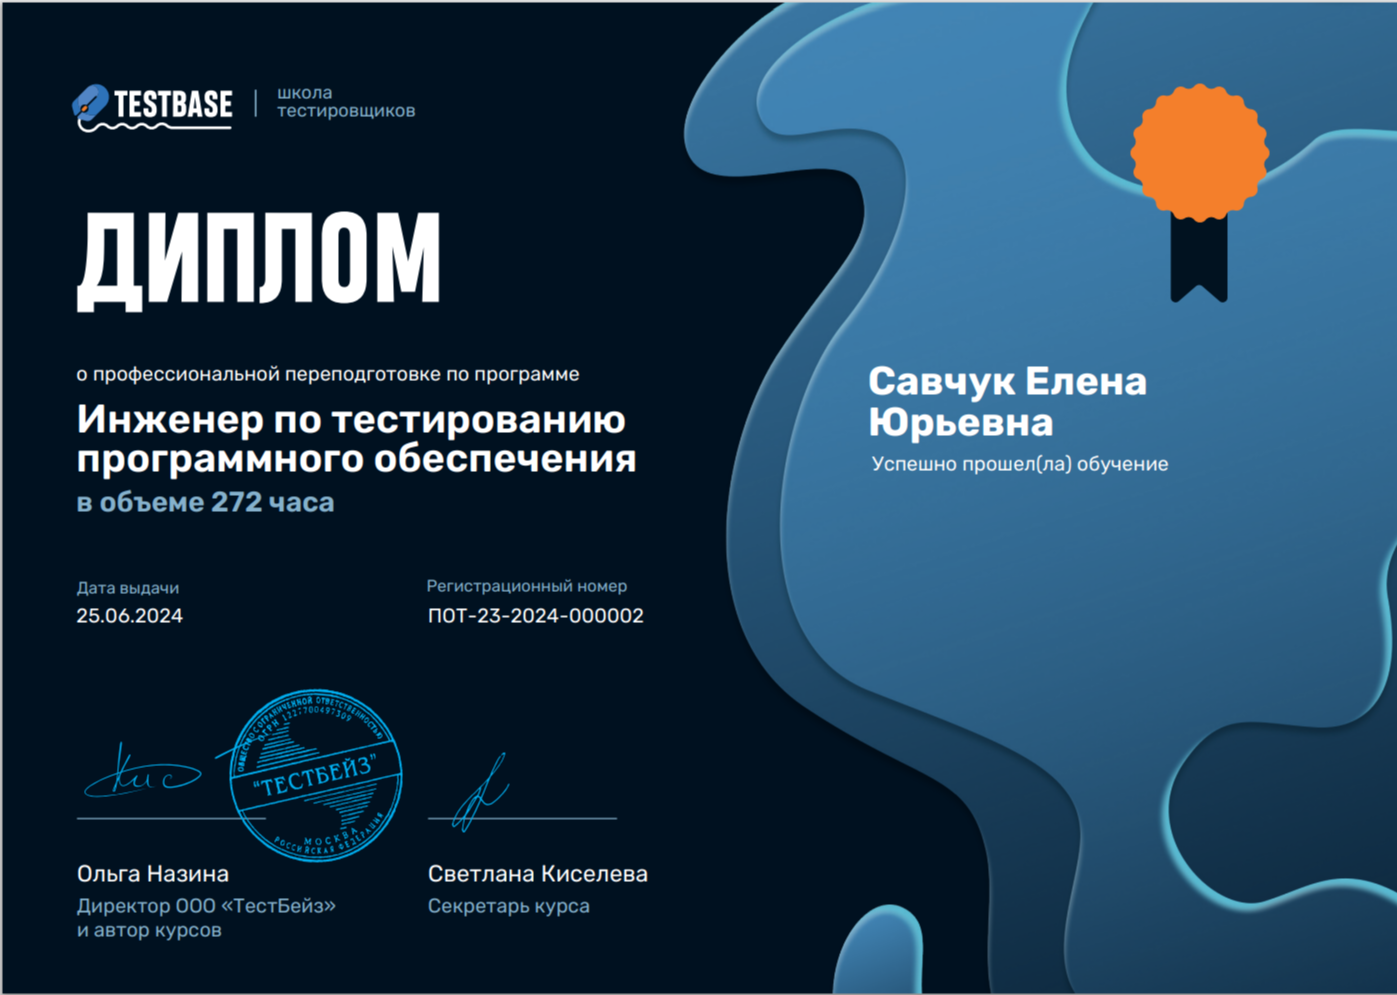 TESTBASE
школа
тестировщиков
ДИПЛОМ
о профессиональной переподготовке по программе
Инженер по тестированию
программного обеспечения
в объеме 272 часа
Савчук Елена
Юрьевна
Успешно прошел(ла) обучение
Дата выдачи
25.06.2024
Регистрационный номер
ПОТ-23-2024-000002
ОБЩЕСТВО С ОГРАНИЧЕННОЙ ОТВЕТСТВЕННОСТЬЮ
ОГРН
"ТЕСТБЕЙЗ"
МОСКВА
РОССИЙСКАЯ ФЕДЕРАЦИЯ
Ольга Назина
Директор ООО «ТестБейз»
и автор курсов
Светлана Киселева
Секретарь курса